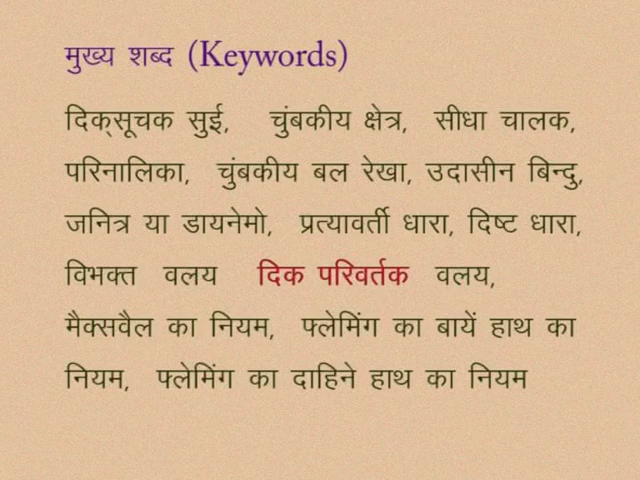 मुख्य शब्द (Keywords)
दिक्‌सूचक सुई, चुंबकीय क्षेत्र, सीधा चालक,
परिनालिका, चुंबकीय बल रेखा, उदासीन बिन्दु,
जनित्र या डायनेमो, प्रत्यावर्ती धारा, दिष्ट धारा,
विभक्त वलय दिक परिवर्तक वलय,
मैक्सवैल का नियम, फ्लेमिंग का बायें हाथ का
नियम, फ्लेमिंग का दाहिने हाथ का नियम